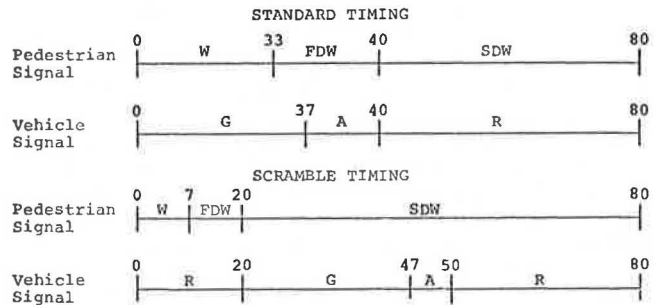 STANDARD TIMING
0 33 40 80
Pedestrian W FDW SDW
Signal
0 37 40 80
Vehicle G A R
Signal
SCRAMBLE TIMING
0 7 20 80
Pedestrian W FDW SDW
Signal
0 20 47 50 80
Vehicle R G A R
Signal